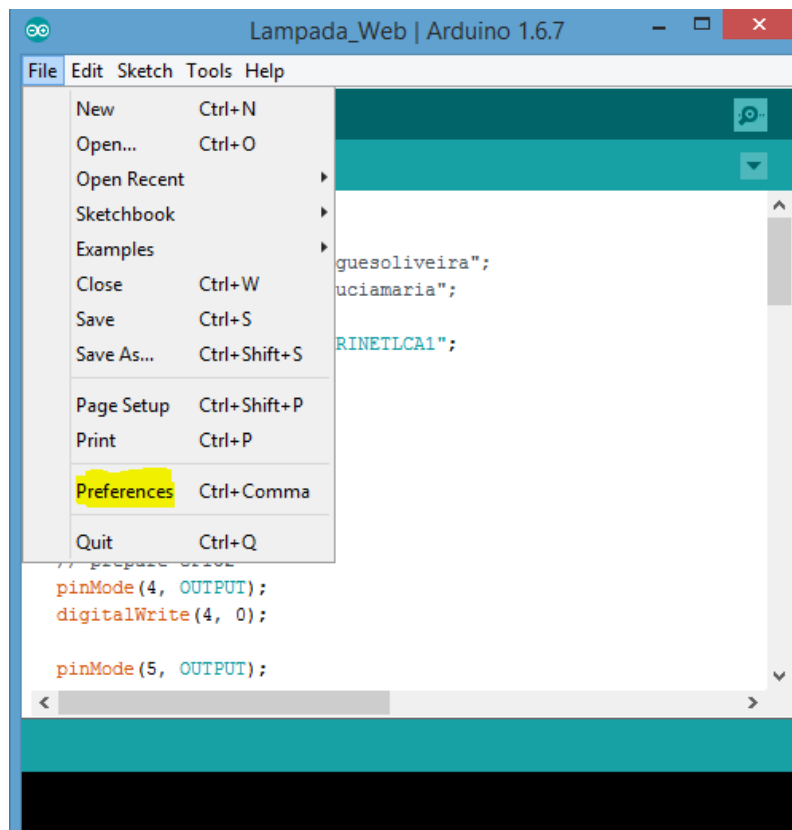 Lampada_Web | Arduino 1.6.7
File Edit Sketch Tools Help
New Ctrl+N
Open... Ctrl+O
Open Recent
Sketchbook
Examples
Close Ctrl+W
Save Ctrl+S
Save As... Ctrl+Shift+S
Page Setup Ctrl+Shift+P
Print Ctrl+P
Preferences Ctrl+Comma
Quit Ctrl+Q
guesoliveira";
uciamaria";
RINETLCA1";
// prepare
pinMode(4, OUTPUT);
digitalWrite(4, 0);
pinMode(5, OUTPUT);